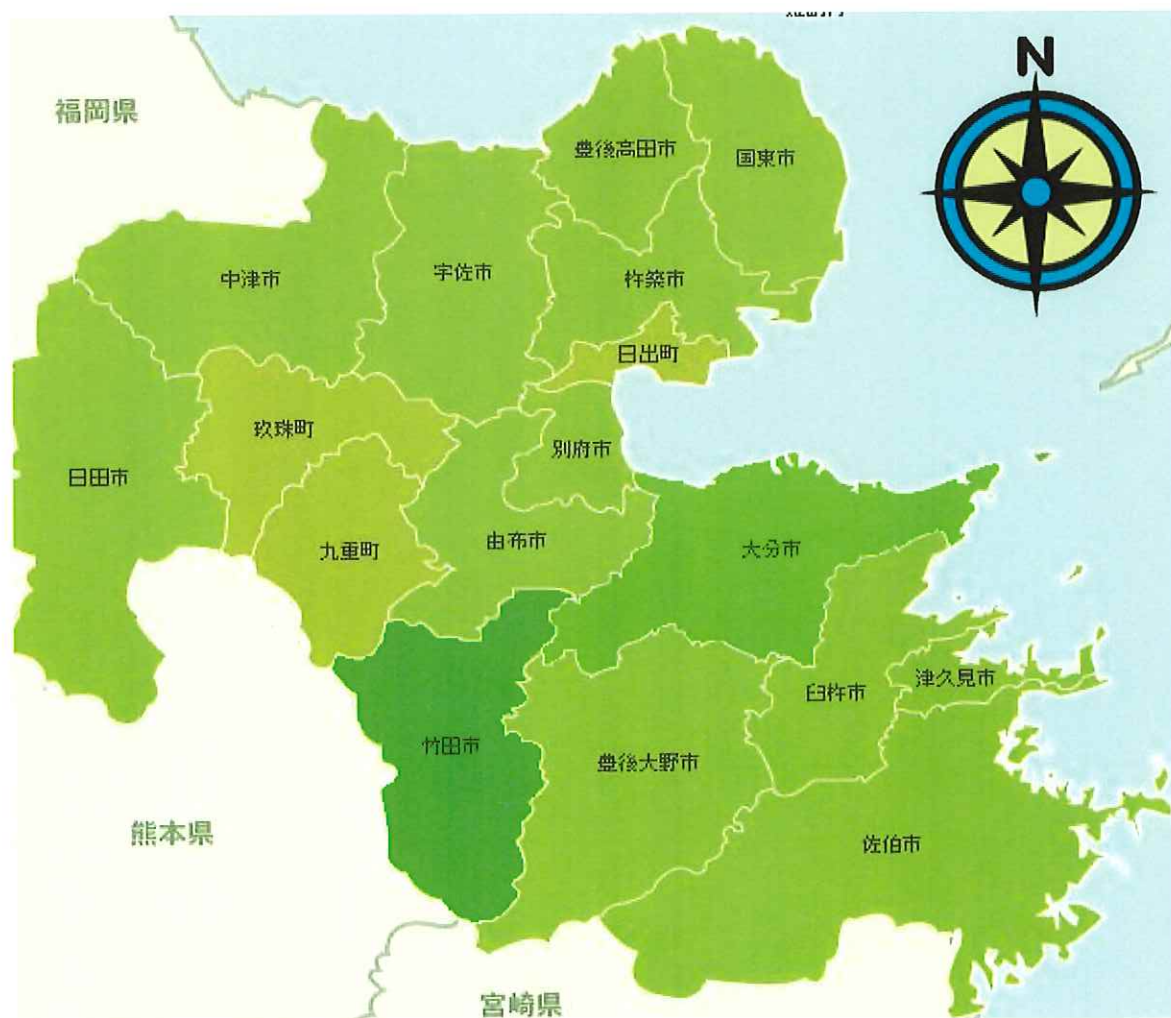 N
福岡県
豊後高田市
国東市
中津市
宇佐市
杵築市
日出町
玖珠町
別府市
日田市
九重町
由布市
大分市
臼杵市
津久見市
竹田市
豊後大野市
熊本県
佐伯市
宮崎県